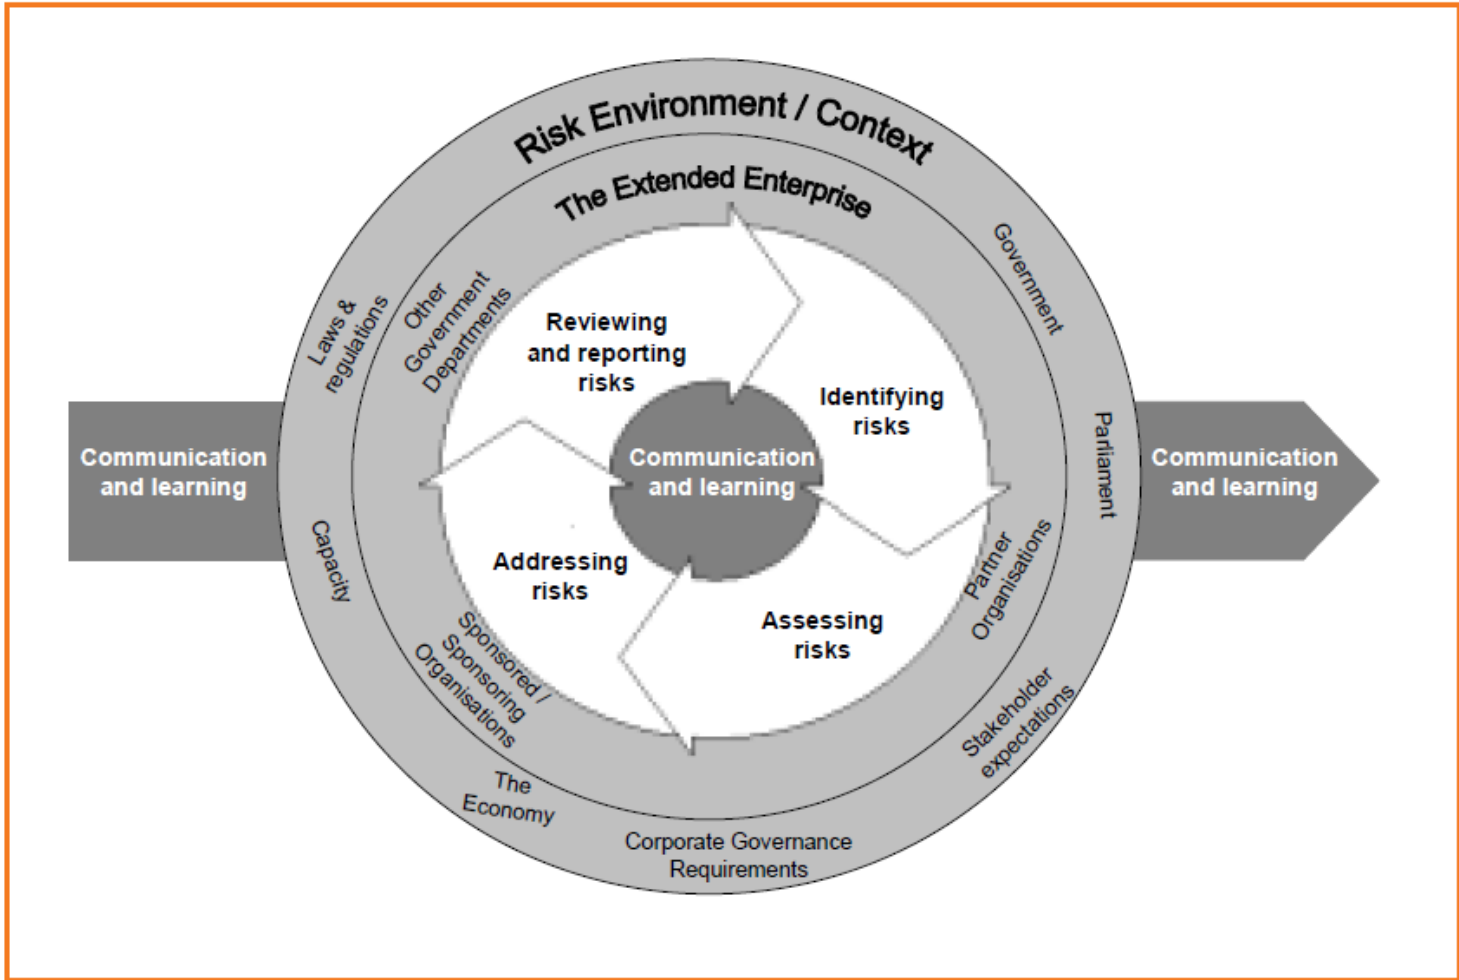 Risk Environment / Context
The Extended Enterprise
Government
Laws &
regulations
Other
Government
Departments
Reviewing
and reporting
risks
Identifying
risks
Parliament
Communication
and learning
Communication
and learning
Communication
and learning
Capacity
Addressing
risks
Assessing
risks
Partner
Organisations
Sponsored /
Sponsoring
Organisations
Stakeholder
expectations
The
Economy
Corporate Governance
Requirements